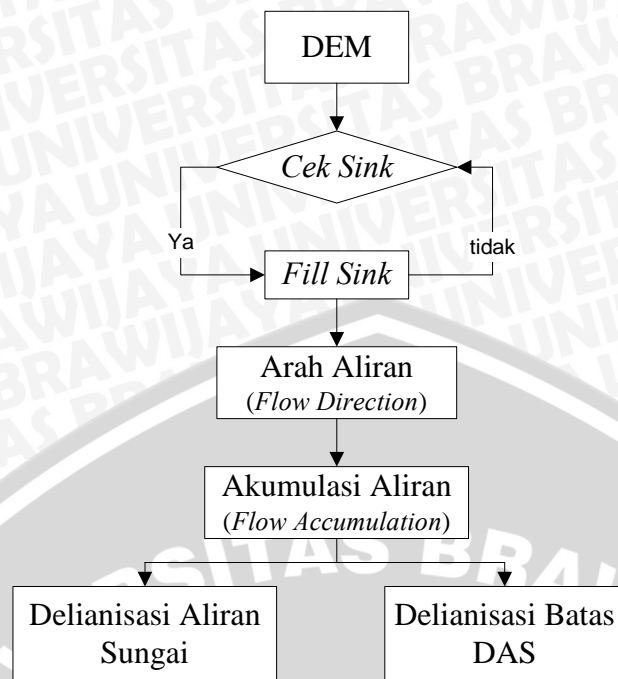 DEM
Cek Sink
Ya
tidak
Fill Sink
Arah Aliran
(Flow Direction)
Akumulasi Aliran
(Flow Accumulation)
Delianisasi Aliran
Sungai
Delianisasi Batas
DAS